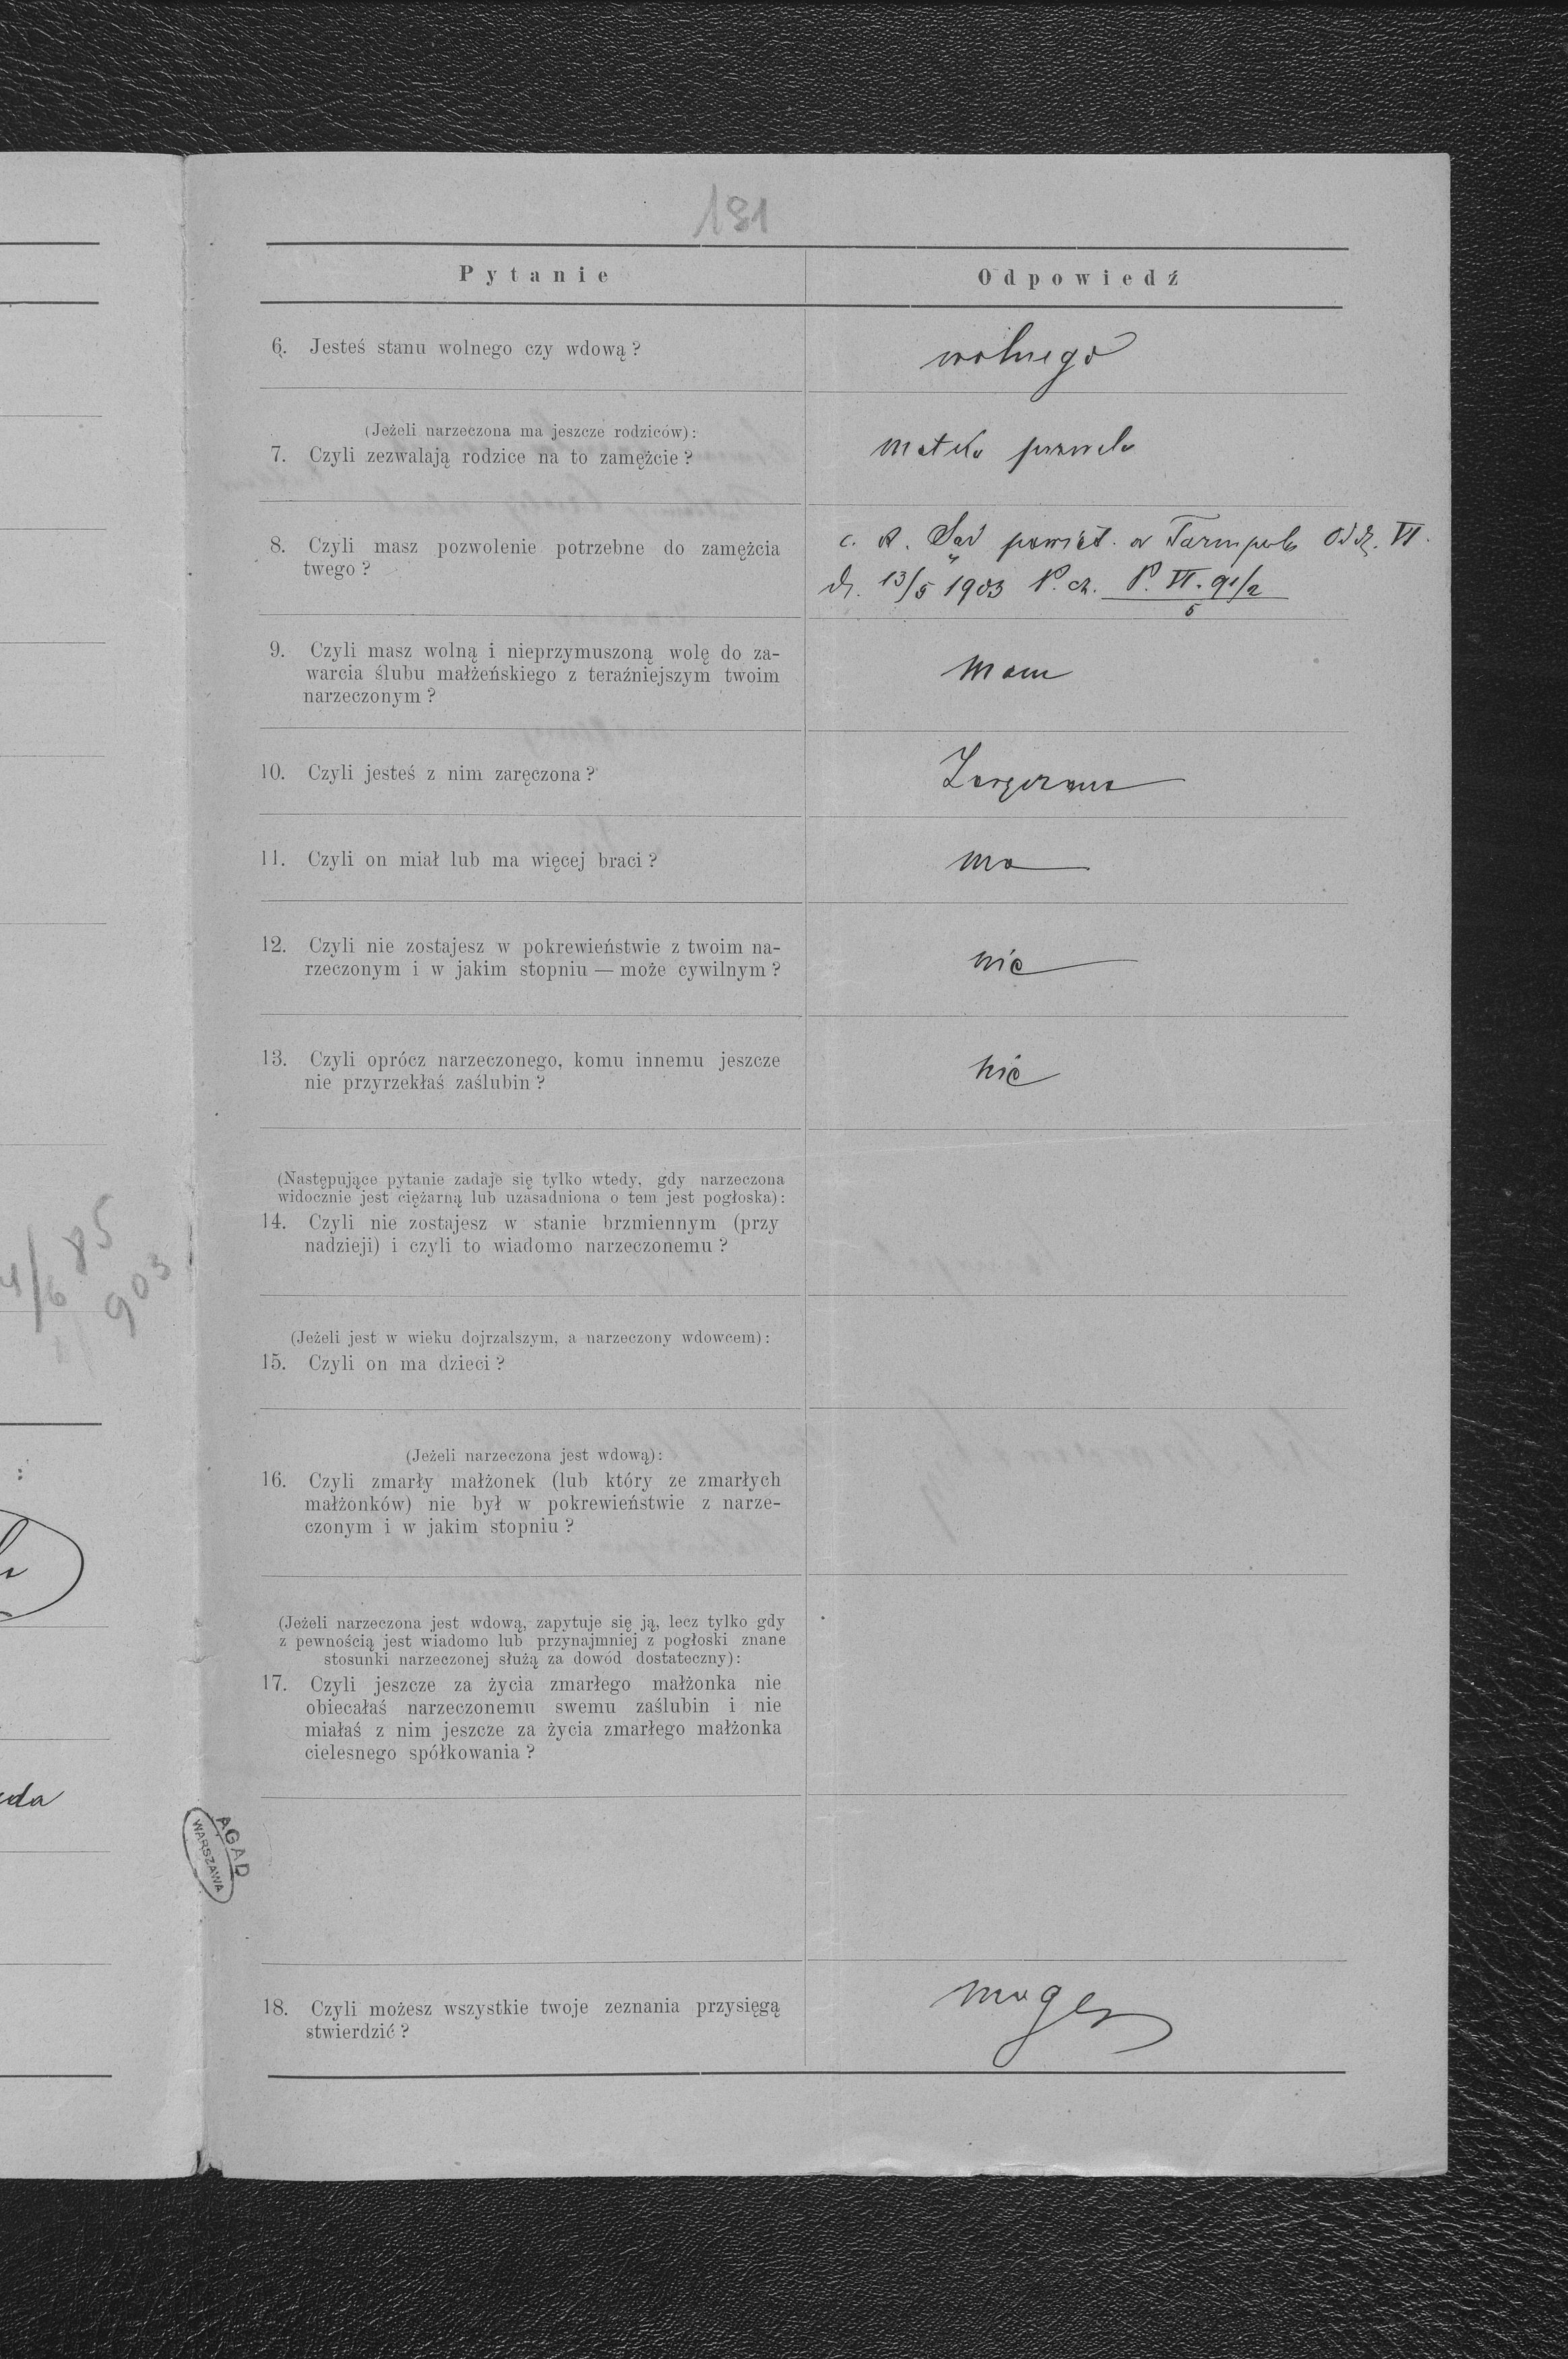 131
Pytanie
Odpowiedź
6. Jesteś stanu wolnego czy wdową?
wolnego
(Jeżeli narzeczona ma jeszcze rodziców):
7. Czyli zezwalają rodzice na to zamężcie?
Matka pozwala
8. Czyli masz pozwolenie potrzebne do zamężcia
twego?
c. k. Sąd powiat. w Tarnopolu Odz. VI.
d. 13/5 1903 l. cz. P. VI. 91/2
5
9. Czyli masz wolną i nieprzymuszoną wolę do za-
warcia ślubu małżeńskiego z teraźniejszym twoim
narzeczonym?
Mam
10. Czyli jesteś z nim zaręczona?
Zaręczona
11. Czyli on miał lub ma więcej braci?
ma
12. Czyli nie zostajesz w pokrewieństwie z twoim na-
rzeczonym i w jakim stopniu — może cywilnym?
nie
13. Czyli oprócz narzeczonego, komu innemu jeszcze
nie przyrzekłaś zaślubin?
nie
(Następujące pytanie zadaje się tylko wtedy, gdy narzeczona
widocznie jest ciężarną lub uzasadniona o tem jest pogłoska):
14. Czyli nie zostajesz w stanie brzmiennym (przy
nadzieji) i czyli to wiadomo narzeczonemu?
85
903
(Jeżeli jest w wieku dojrzalszym, a narzeczony wdowcem):
15. Czyli on ma dzieci?
(Jeżeli narzeczona jest wdową):
16. Czyli zmarły małżonek (lub który ze zmarłych
małżonków) nie był w pokrewieństwie z narze-
czonym i w jakim stopniu?
(Jeżeli narzeczona jest wdową, zapytuje się ją, lecz tylko gdy
z pewnością jest wiadomo lub przynajmniej z pogłoski znane
stosunki narzeczonej służą za dowód dostateczny):
17. Czyli jeszcze za życia zmarłego małżonka nie
obiecałaś narzeczonemu swemu zaślubin i nie
miałaś z nim jeszcze za życia zmarłego małżonka
cielesnego spółkowania?
AGAD
WARSZAWA
18. Czyli możesz wszystkie twoje zeznania przysięgą
stwierdzić?
mogę